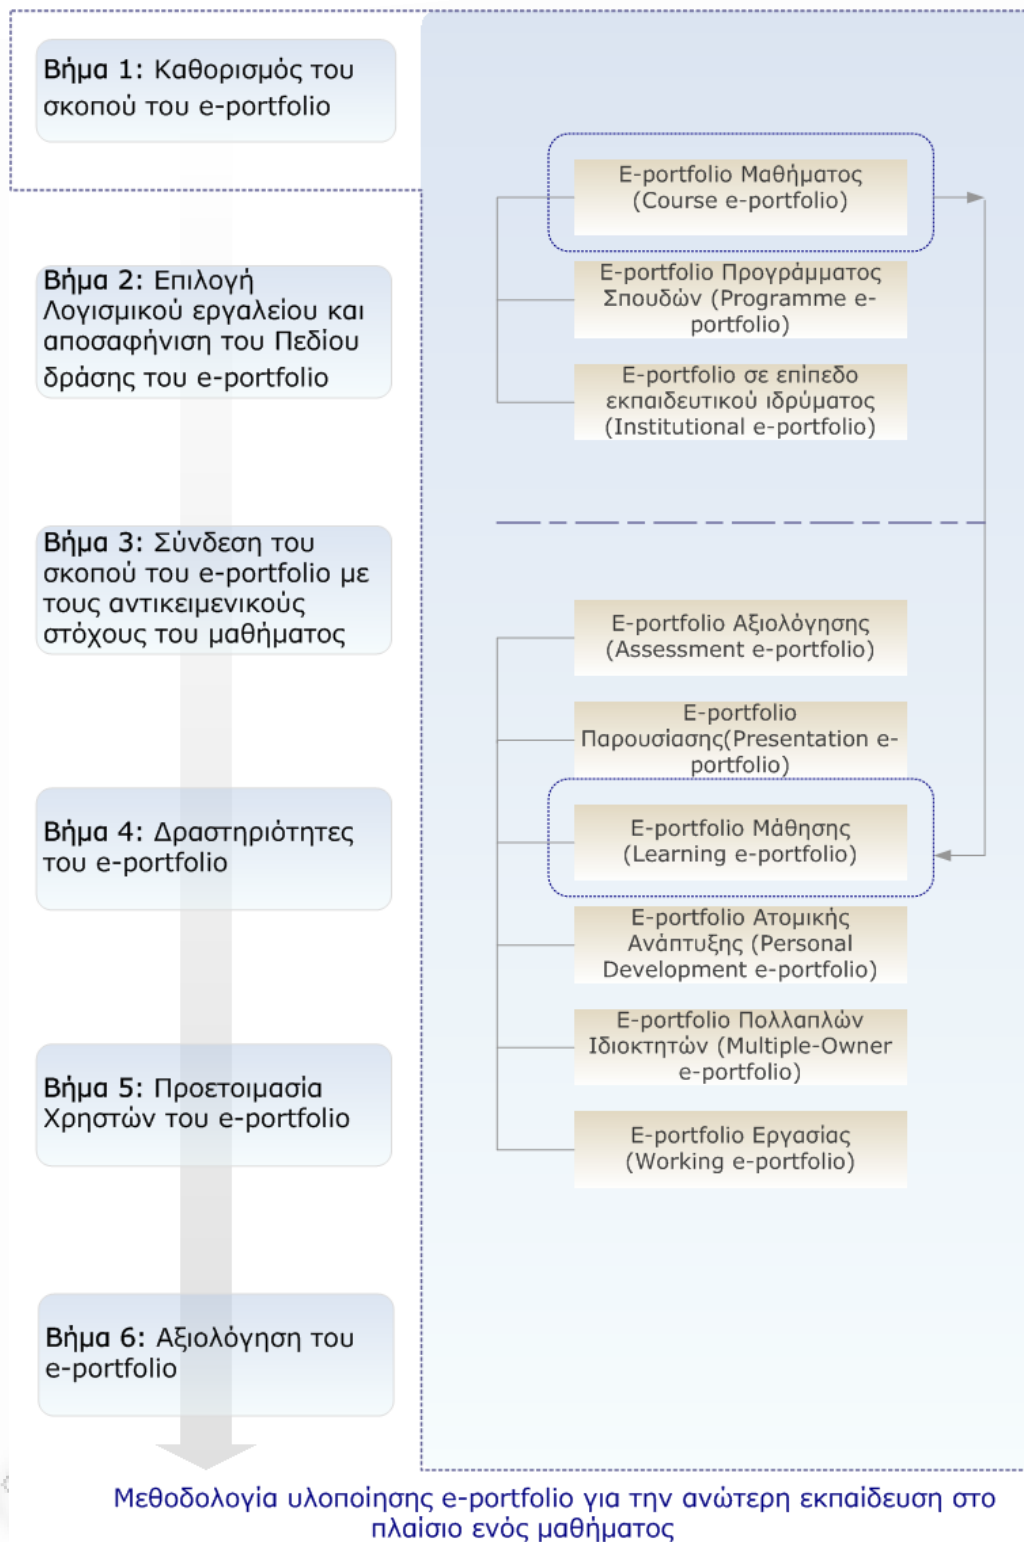 Βήμα 1: Καθορισμός του
σκοπού του e-portfolio
Βήμα 2: Επιλογή
Λογισμικού εργαλείου και
αποσαφήνιση του Πεδίου
δράσης του e-portfolio
Βήμα 3: Σύνδεση του
σκοπού του e-portfolio με
τους αντικειμενικούς
στόχους του μαθήματος
Βήμα 4: Δραστηριότητες
του e-portfolio
Βήμα 5: Προετοιμασία
Χρηστών του e-portfolio
Βήμα 6: Αξιολόγηση του
e-portfolio
E-portfolio Μαθήματος
(Course e-portfolio)
E-portfolio Προγράμματος
Σπουδών (Programme e-
portfolio)
E-portfolio σε επίπεδο
εκπαιδευτικού ιδρύματος
(Institutional e-portfolio)
E-portfolio Αξιολόγησης
(Assessment e-portfolio)
E-portfolio
Παρουσίασης(Presentation e-
portfolio)
E-portfolio Μάθησης
(Learning e-portfolio)
E-portfolio Ατομικής
Ανάπτυξης (Personal
Development e-portfolio)
E-portfolio Πολλαπλών
Ιδιοκτητών (Multiple-Owner
e-portfolio)
E-portfolio Εργασίας
(Working e-portfolio)
Μεθοδολογία υλοποίησης e-portfolio για την ανώτερη εκπαίδευση στο
πλαίσιο ενός μαθήματος